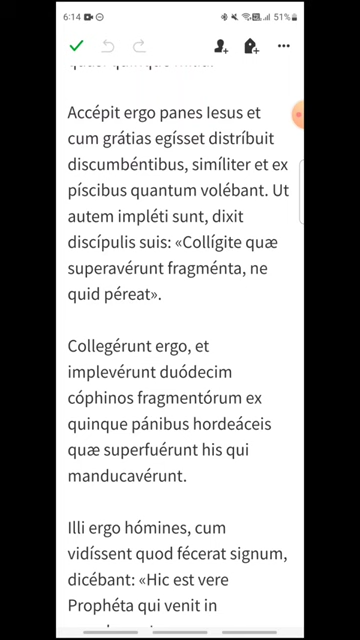 6:14
51%
Accépit ergo panes Iesus et
cum grátias egísset distríbuit
discumbéntibus, simíliter et ex
píscibus quantum volébant. Ut
autem impléti sunt, dixit
discípulis suis: «Collígite quæ
superavérunt fragménta, ne
quid péreat».
Collegérunt ergo, et
implevérunt duódecim
cóphinos fragmentórum ex
quinque pánibus hordeáceis
quæ superfuérunt his qui
manducavérunt.
Illi ergo hómines, cum
vidíssent quod fécerat signum,
dicébant: «Hic est vere
Prophéta qui venit in